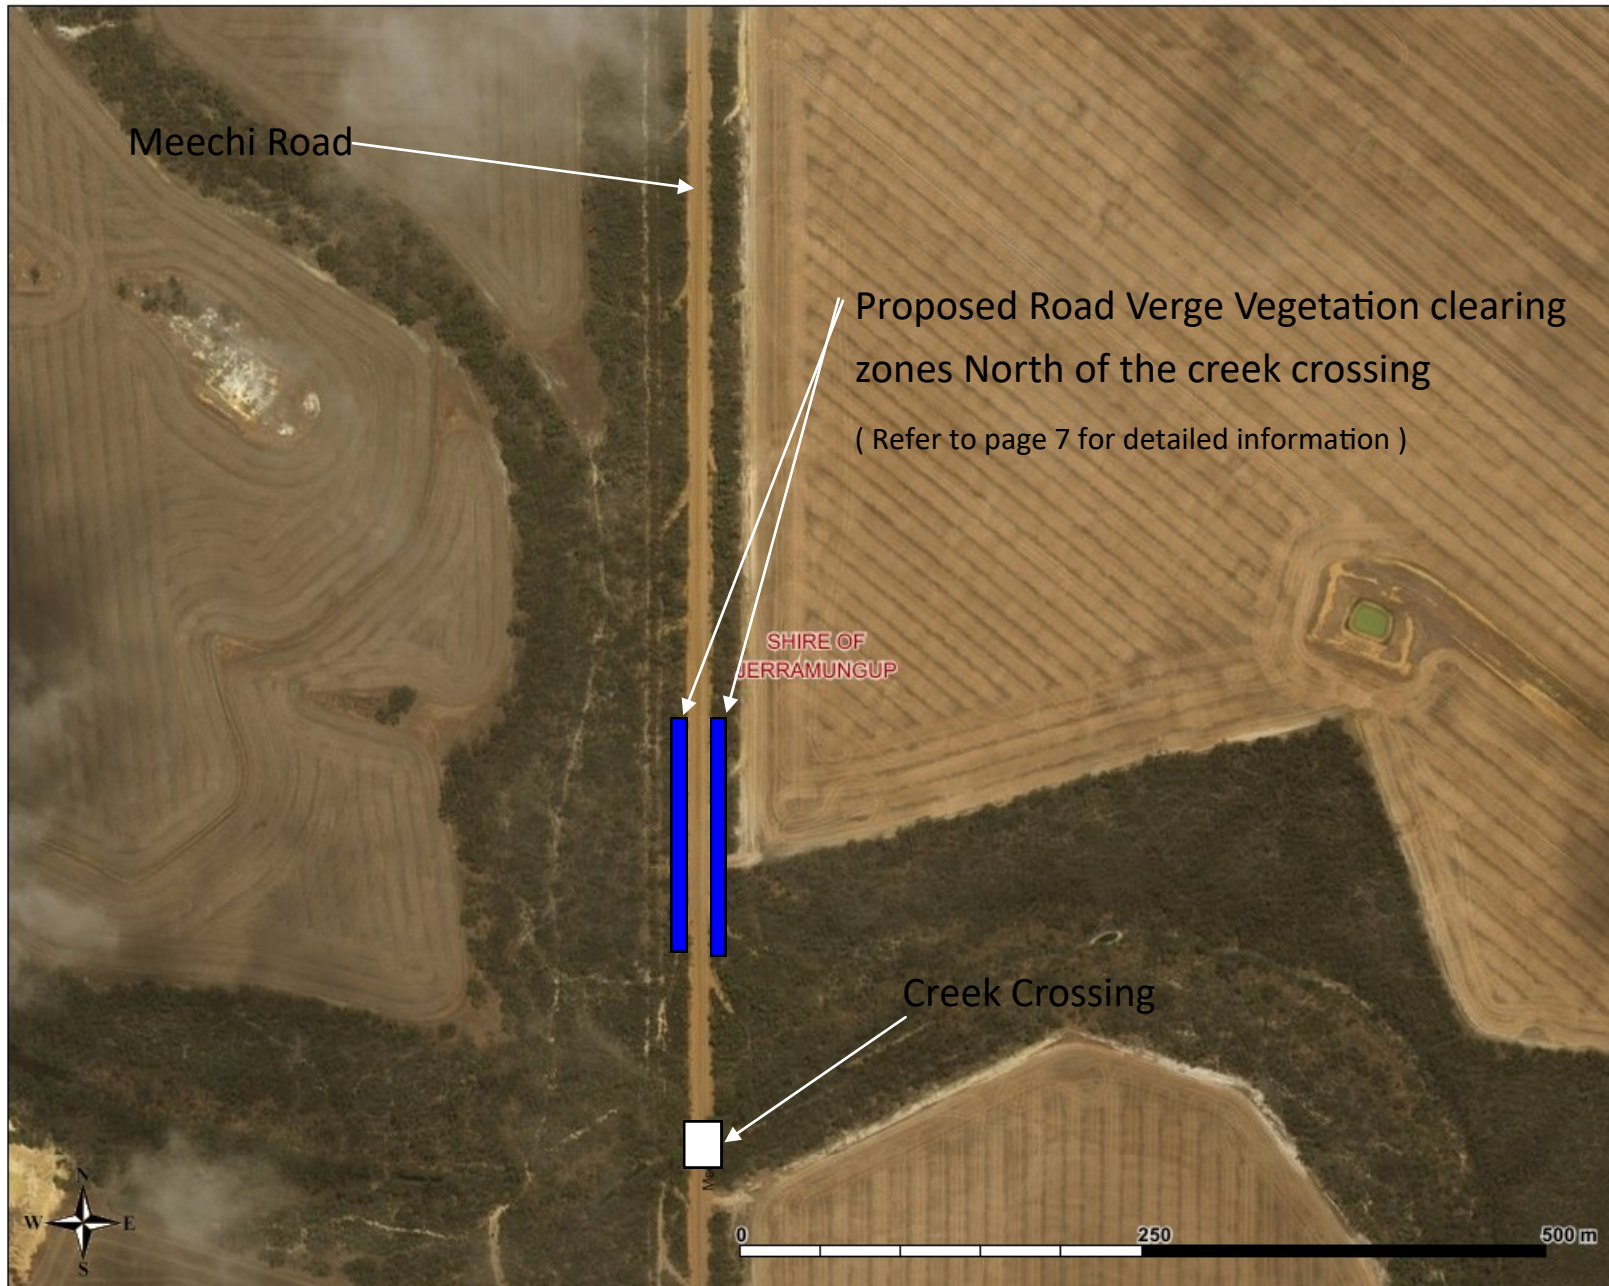 Meechi Road
Proposed Road Verge Vegetation clearing
zones North of the creek crossing
( Refer to page 7 for detailed information )
SHIRE OF
JERRAMUNGUP
Creek Crossing
N
W E
S
0 250 500 m